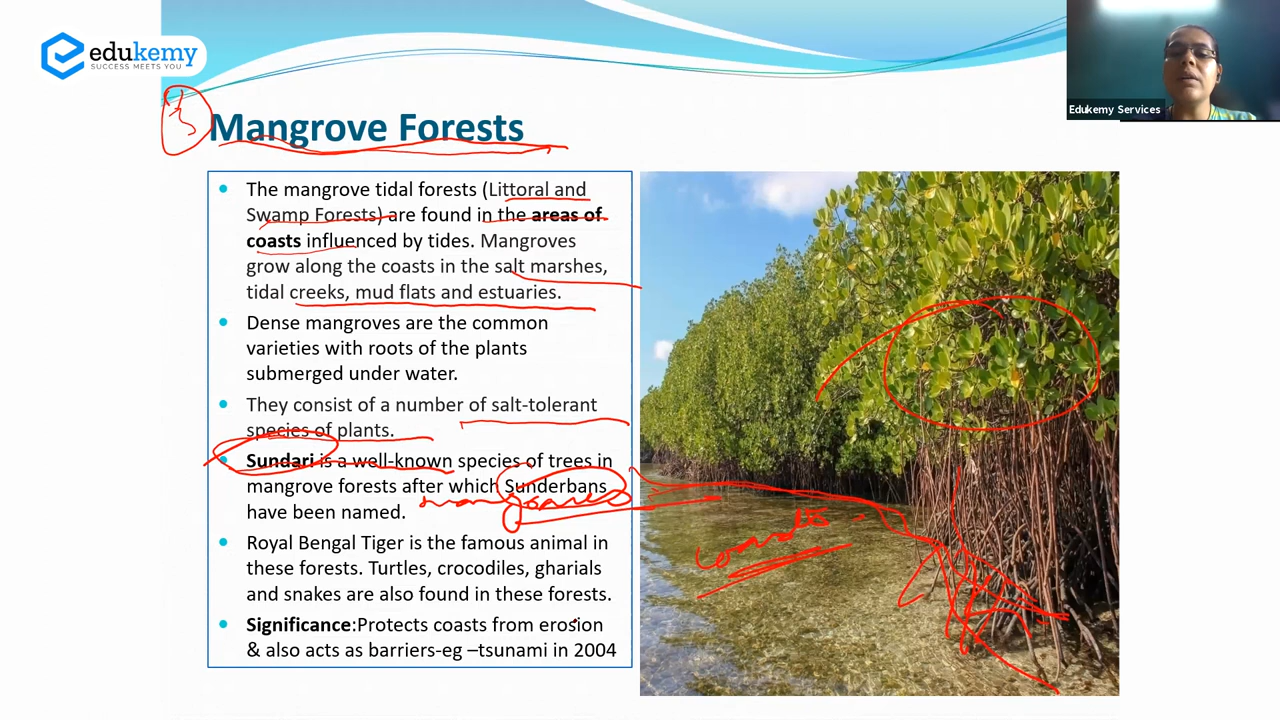 edukemy
SUCCESS MEETS YOU
Edukemy Services
5
Mangrove Forests
The mangrove tidal forests (Littoral and
Swamp Forests) are found in the areas of
coasts influenced by tides. Mangroves
grow along the coasts in the salt marshes,
tidal creeks, mud flats and estuaries.
Dense mangroves are the common
varieties with roots of the plants
submerged under water.
They consist of a number of salt-tolerant
species of plants.
Sundari is a well-known species of trees in
mangrove forests after which Sunderbans
have been named.
Royal Bengal Tiger is the famous animal in
these forests. Turtles, crocodiles, gharials
and snakes are also found in these forests.
Significance:Protects coasts from erosion
& also acts as barriers-eg –tsunami in 2004